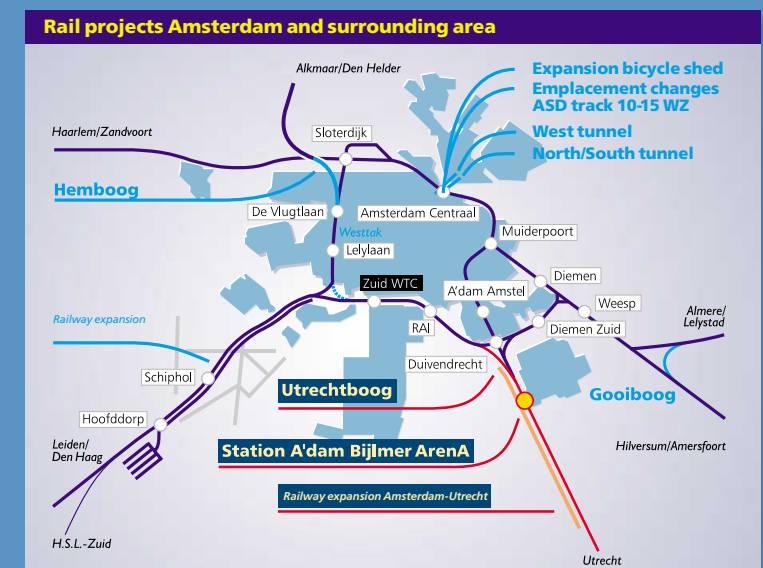 Rail projects Amsterdam and surrounding area
Alkmaar/Den Helder
Expansion bicycle shed
Emplacement changes
ASD track 10-15 WZ
Haarlem/Zandvoort
Sloterdijk
West tunnel
North/South tunnel
Hemboog
De Vlugtlaan
Amsterdam Centraal
Westtak
Muiderpoort
Lelylaan
Diemen
Zuid WTC
A'dam Amstel
Weesp
Almere/
Lelystad
Railway expansion
RAI
Diemen Zuid
Duivendrecht
Schiphol
Utrechtboog
Gooiboog
Hoofddorp
Leiden/
Den Haag
Station A'dam Bijlmer ArenA
Hilversum/Amersfoort
Railway expansion Amsterdam-Utrecht
H.S.L.-Zuid
Utrecht